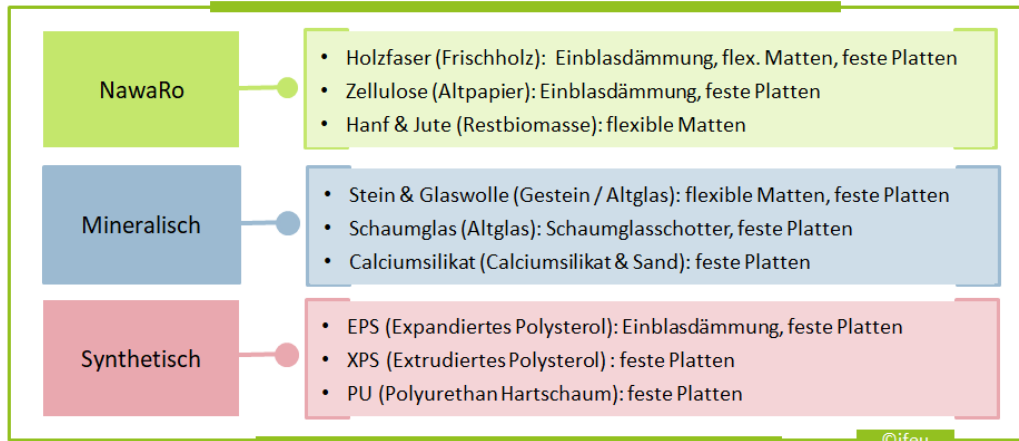 NawaRo
• Holzfaser (Frischholz): Einblasdämmung, flex. Matten, feste Platten
• Zellulose (Altpapier): Einblasdämmung, feste Platten
• Hanf & Jute (Restbiomasse): flexible Matten
Mineralisch
• Stein & Glaswolle (Gestein / Altglas): flexible Matten, feste Platten
• Schaumglas (Altglas): Schaumglasschotter, feste Platten
• Calciumsilikat (Calciumsilikat & Sand): feste Platten
Synthetisch
• EPS (Expandiertes Polysterol): Einblasdämmung, feste Platten
• XPS (Extrudiertes Polysterol) : feste Platten
• PU (Polyurethan Hartschaum): feste Platten
©ifeu